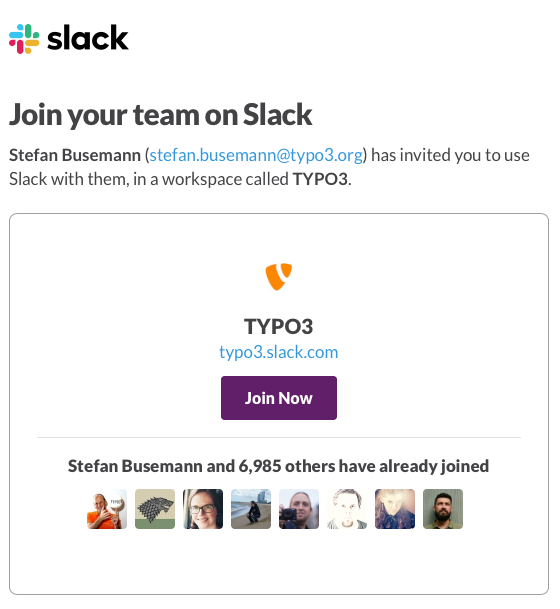 slack
Join your team on Slack
Stefan Busemann (stefan.busemann@typo3.org) has invited you to use
Slack with them, in a workspace called TYPO3.
TYPO3
typo3.slack.com
Join Now
Stefan Busemann and 6,985 others have already joined